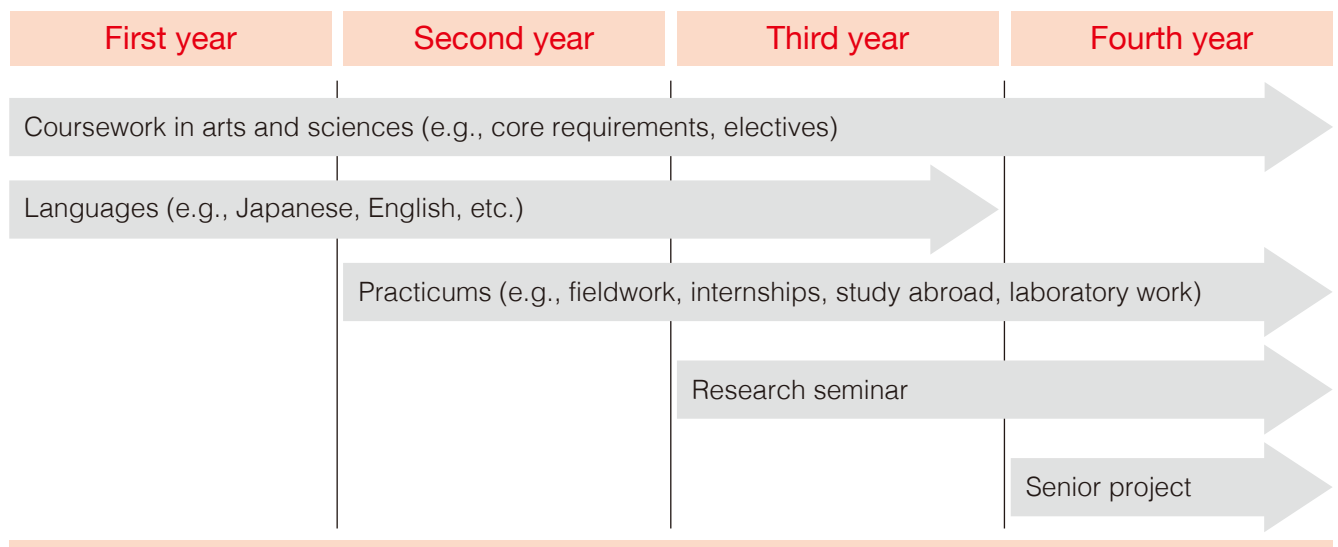 First year Second year Third year Fourth year
Coursework in arts and sciences (e.g., core requirements, electives)
Languages (e.g., Japanese, English, etc.)
Practicums (e.g., fieldwork, internships, study abroad, laboratory work)
Research seminar
Senior project